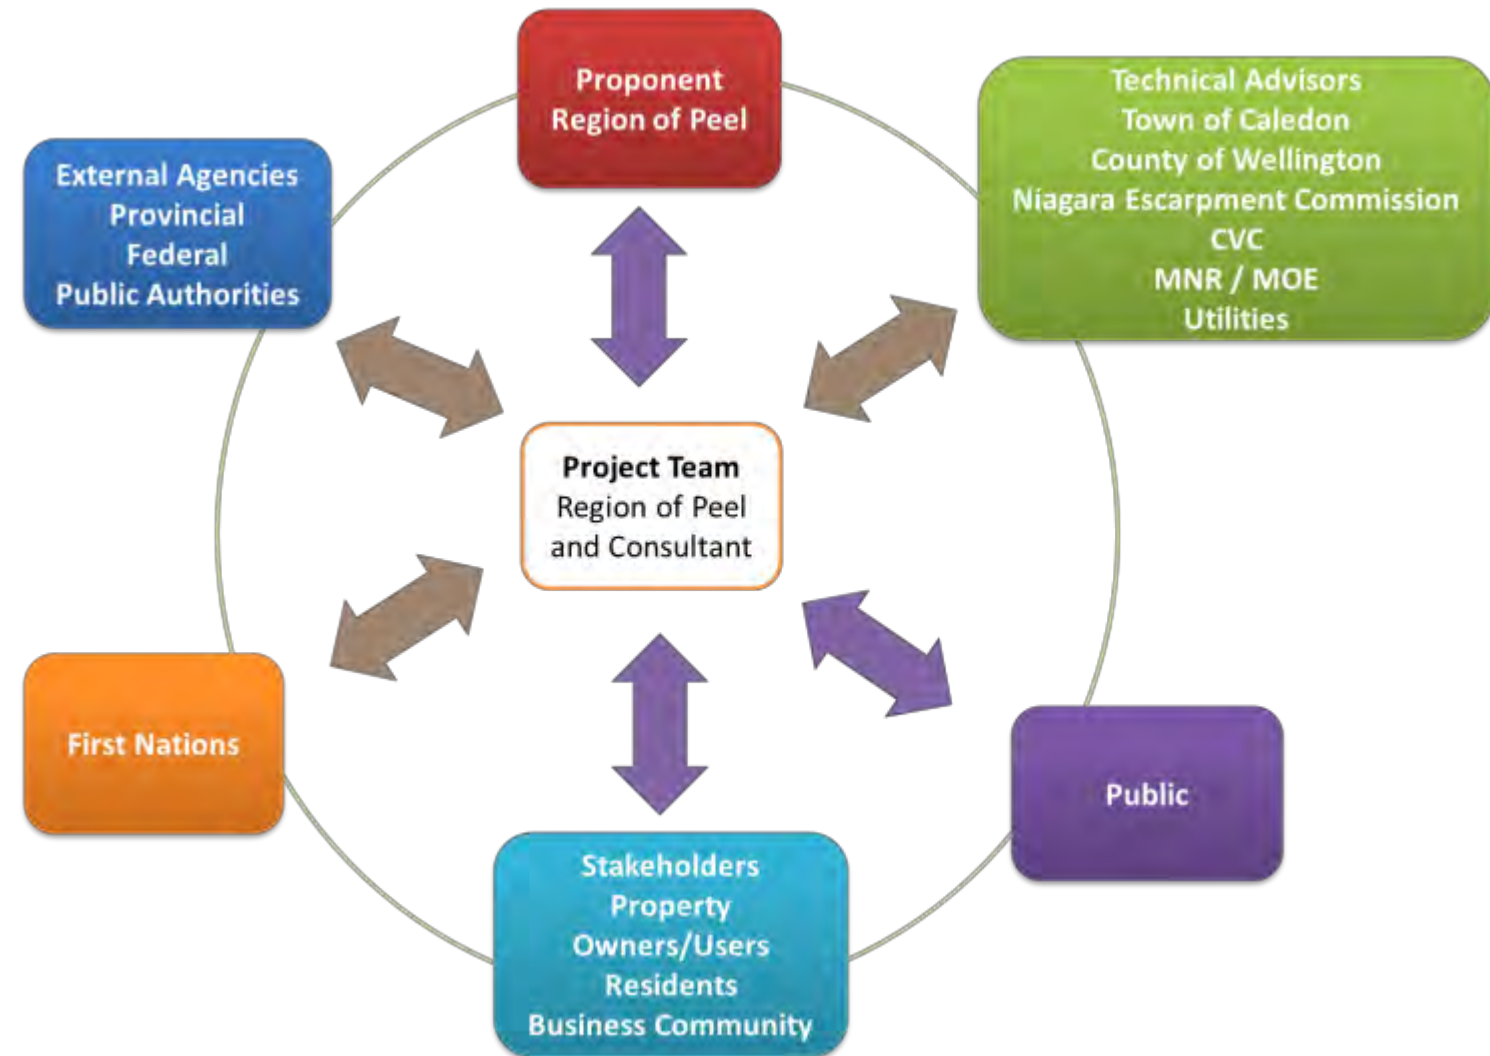 Proponent
Region of Peel
Technical Advisors
Town of Caledon
County of Wellington
Niagara Escarpment Commission
CVC
MNR / MOE
Utilities
External Agencies
Provincial
Federal
Public Authorities
Project Team
Region of Peel
and Consultant
First Nations
Public
Stakeholders
Property
Owners/Users
Residents
Business Community